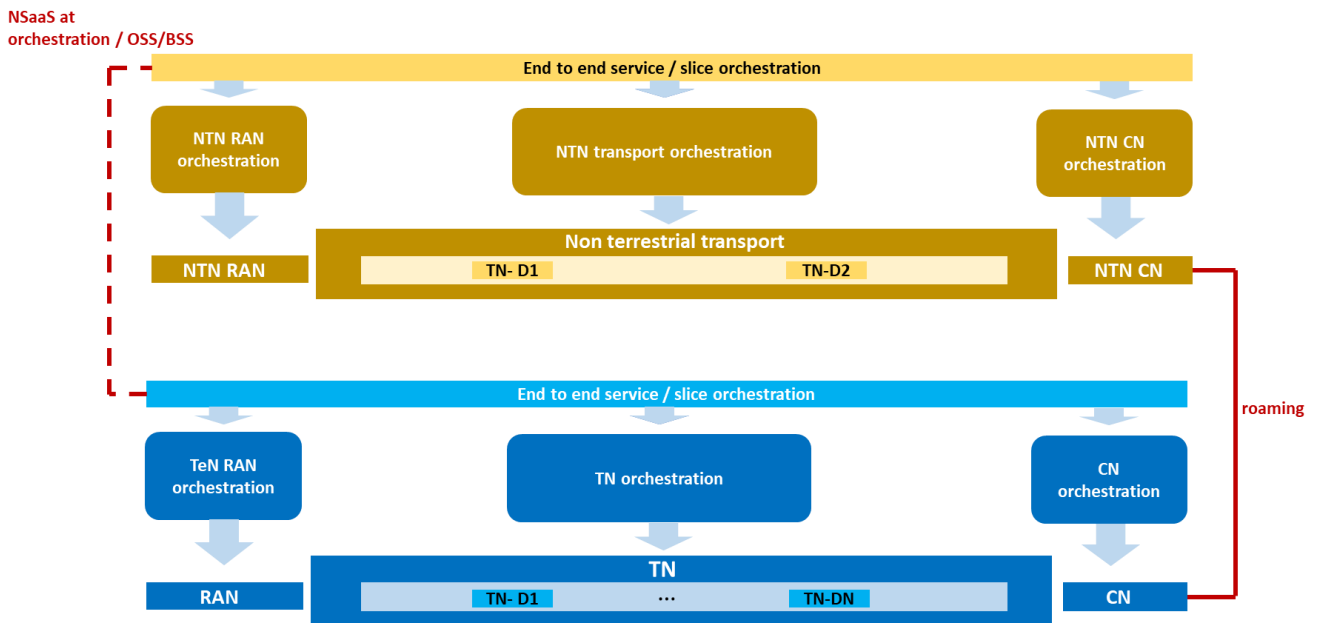 NSaaS at
orchestration / OSS/BSS
End to end service / slice orchestration
NTN RAN
orchestration
NTN transport orchestration
NTN CN
orchestration
Non terrestrial transport
NTN RAN
TN- D1
TN-D2
NTN CN
End to end service / slice orchestration
roaming
TeN RAN
orchestration
TN orchestration
CN
orchestration
TN
RAN
TN- D1
...
TN-DN
CN